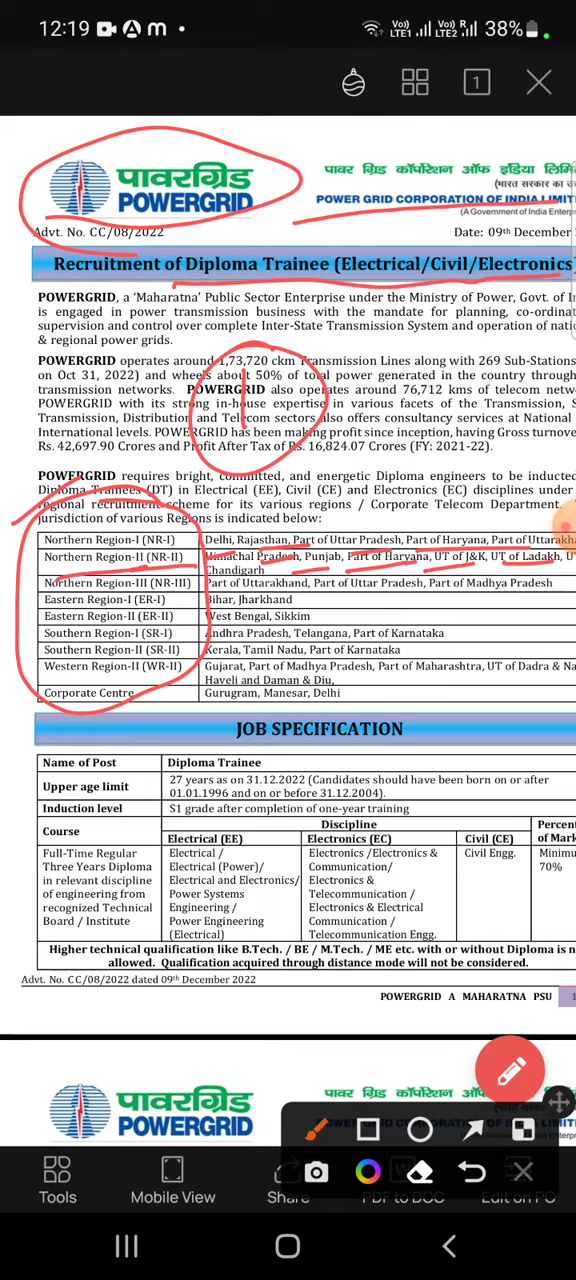 12:19
Vo)) LTE1 Vo)) R LTE2 38%
1
पावरग्रिड
POWERGRID
पावर ग्रिड कॉर्पोरेशन ऑफ इंडिया
(भारत सरकार का
POWER GRID CORPORATION OF INDIA LIMIT
(A Government of India Enterp
Advt. No. CC/08/2022
Date: 09th December
Recruitment of Diploma Trainee (Electrical/Civil/Electronics)
POWERGRID, a 'Maharatna' Public Sector Enterprise under the Ministry of Power, Govt. of In
is engaged in power transmission business with the mandate for planning, co-ordinat
supervision and control over complete Inter-State Transmission System and operation of nati
& regional power grids.
POWERGRID operates around 1,73,720 ckm Transmission Lines along with 269 Sub-Stations
on Oct 31, 2022) and wheels about 50% of total power generated in the country through
transmission networks. POWERGRID also operates around 76,712 kms of telecom netw
POWERGRID with its strong in-house expertise in various facets of the Transmission, S
Transmission, Distribution and Telecom sectors also offers consultancy services at National
International levels. POWERGRID has been making profit since inception, having Gross turnove
Rs. 42,697.90 Crores and Profit After Tax of Rs. 16,824.07 Crores (FY: 2021-22).
POWERGRID requires bright, committed, and energetic Diploma engineers to be inducted
Diploma Trainees (DT) in Electrical (EE), Civil (CE) and Electronics (EC) disciplines under
regional recruitment scheme for its various regions / Corporate Telecom Department.
jurisdiction of various Regions is indicated below:
Northern Region-I (NR-I) Delhi, Rajasthan, Part of Uttar Pradesh, Part of Haryana, Part of Uttarakha
Northern Region-II (NR-II) Himachal Pradesh, Punjab, Part of Haryana, UT of J&K, UT of Ladakh, U
Chandigarh
Northern Region-III (NR-III) Part of Uttarakhand, Part of Uttar Pradesh, Part of Madhya Pradesh
Eastern Region-I (ER-I) Bihar, Jharkhand
Eastern Region-II (ER-II) West Bengal, Sikkim
Southern Region-I (SR-I) Andhra Pradesh, Telangana, Part of Karnataka
Southern Region-II (SR-II) Kerala, Tamil Nadu, Part of Karnataka
Western Region-II (WR-II) Gujarat, Part of Madhya Pradesh, Part of Maharashtra, UT of Dadra & Na
Haveli and Daman & Diu,
Corporate Centre Gurugram, Manesar, Delhi
JOB SPECIFICATION
Name of Post Diploma Trainee
Upper age limit 27 years as on 31.12.2022 (Candidates should have been born on or after
01.01.1996 and on or before 31.12.2004).
Induction level S1 grade after completion of one-year training
Course Discipline Percent
Electrical (EE) Electronics (EC) Civil (CE) of Mark
Full-Time Regular Electrical / Electronics /Electronics & Civil Engg. Minimu
Three Years Diploma Electrical (Power)/ Communication/ 70%
in relevant discipline Electrical and Electronics/ Electronics &
of engineering from Power Systems Telecommunication /
recognized Technical Engineering / Electronics & Electrical
Board / Institute Power Engineering Communication /
(Electrical) Telecommunication Engg.
Higher technical qualification like B.Tech. / BE / M.Tech. / ME etc. with or without Diploma is n
allowed. Qualification acquired through distance mode will not be considered.
Advt. No. CC/08/2022 dated 09th December 2022
POWERGRID A MAHARATNA PSU 1
पावरग्रिड
POWERGRID
पावर ग्रिड कॉर्पोरेशन
Tools Mobile View Share PDF to DOC Edit on PC